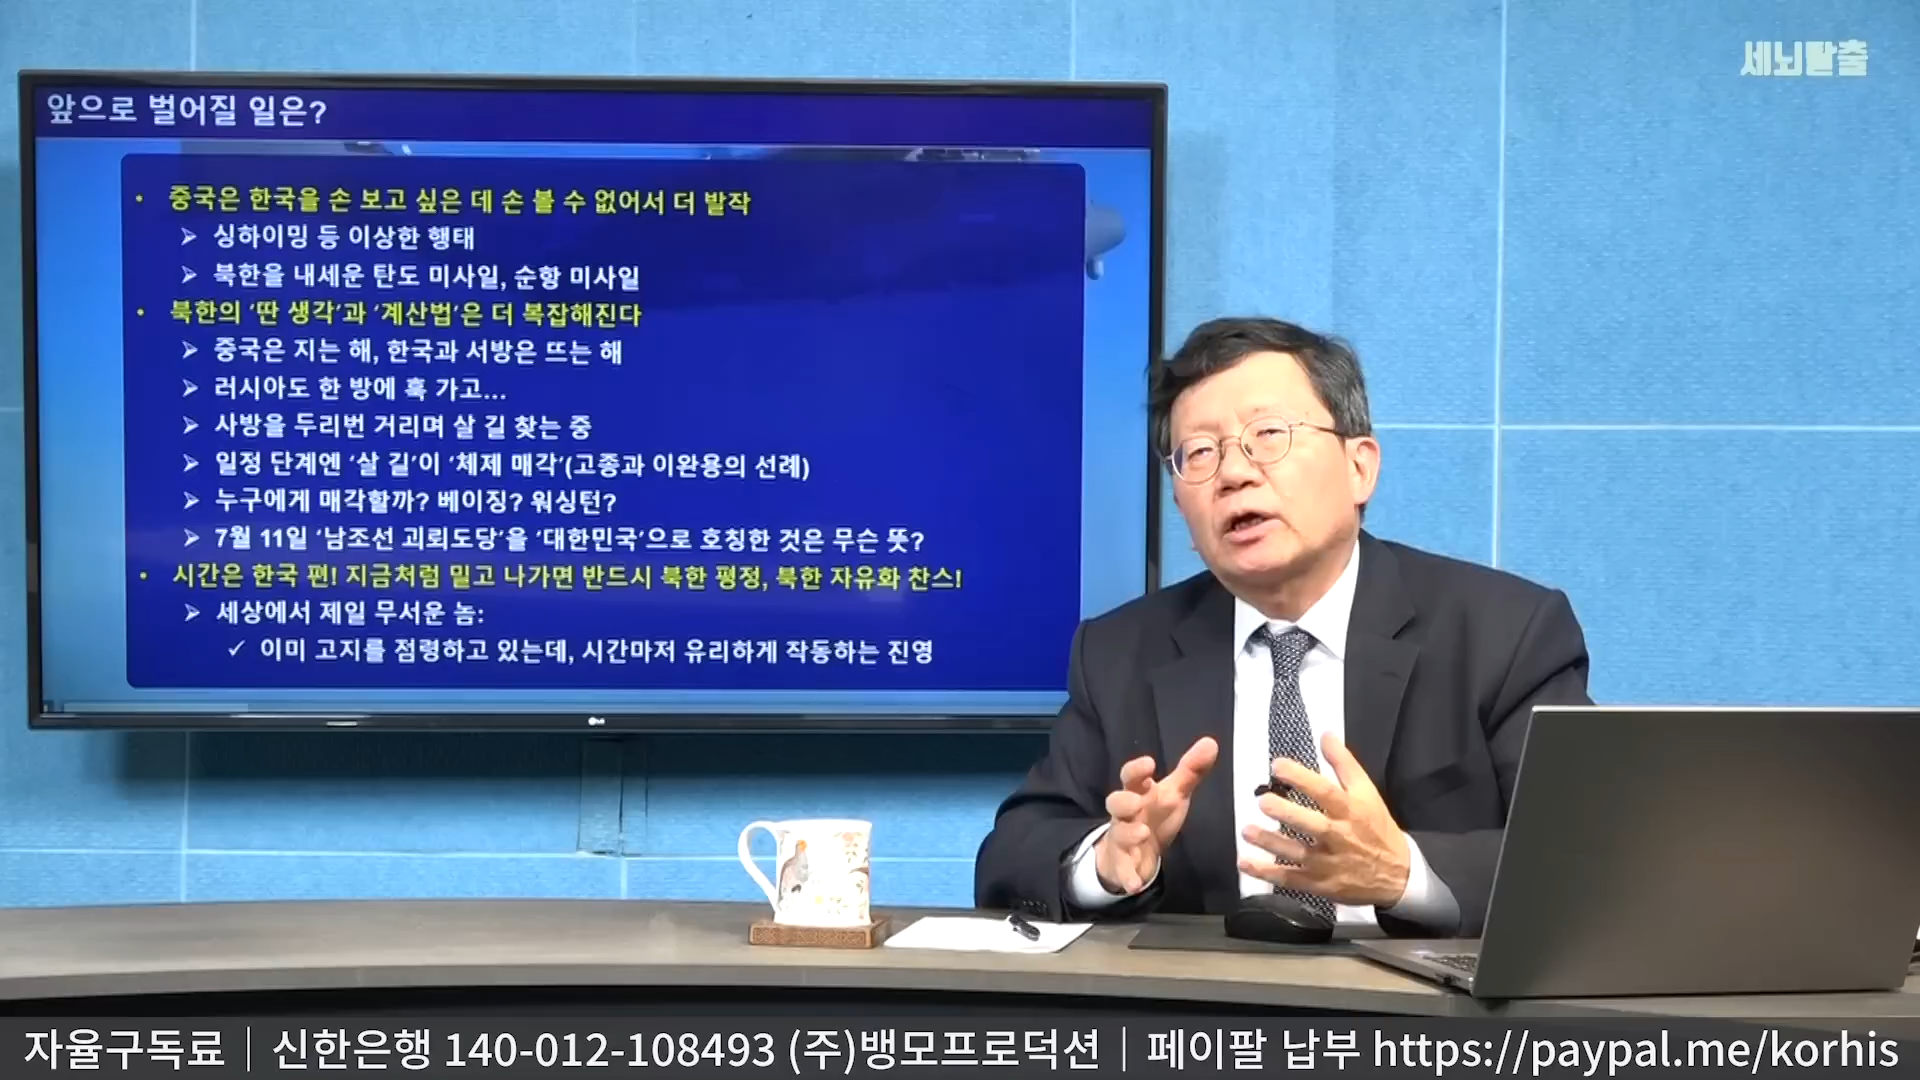 세뇌탈출
앞으로 벌어질 일은?
• 중국은 한국을 손 보고 싶은 데 손 볼 수 없어서 더 발작
➢ 싱하이밍 등 이상한 행태
➢ 북한을 내세운 탄도 미사일, 순항 미사일
• 북한의 '딴 생각'과 '계산법'은 더 복잡해진다
➢ 중국은 지는 해, 한국과 서방은 뜨는 해
➢ 러시아도 한 방에 훅 가고...
➢ 사방을 두리번 거리며 살 길 찾는 중
➢ 일정 단계엔 '살 길'이 '체제 매각'(고종과 이완용의 선례)
➢ 누구에게 매각할까? 베이징? 워싱턴?
➢ 7월 11일 '남조선 괴뢰도당'을 '대한민국'으로 호칭한 것은 무슨 뜻?
• 시간은 한국 편! 지금처럼 밀고 나가면 반드시 북한 평정, 북한 자유화 찬스!
➢ 세상에서 제일 무서운 놈:
✓ 이미 고지를 점령하고 있는데, 시간마저 유리하게 작동하는 진영
LG
자율구독료｜신한은행 140-012-108493 (주)뱅모프로덕션｜페이팔 납부 https://paypal.me/korhis